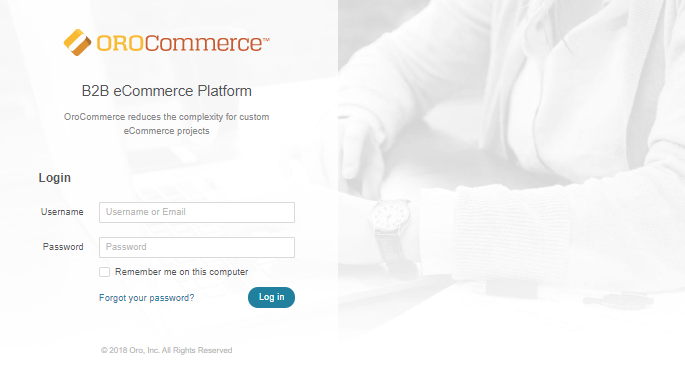 OROCommerce™
B2B eCommerce Platform
OroCommerce reduces the complexity for custom
eCommerce projects
Login
Username
Username or Email
Password
Password
Remember me on this computer
Forgot your password?
Log in
© 2018 Oro, Inc. All Rights Reserved